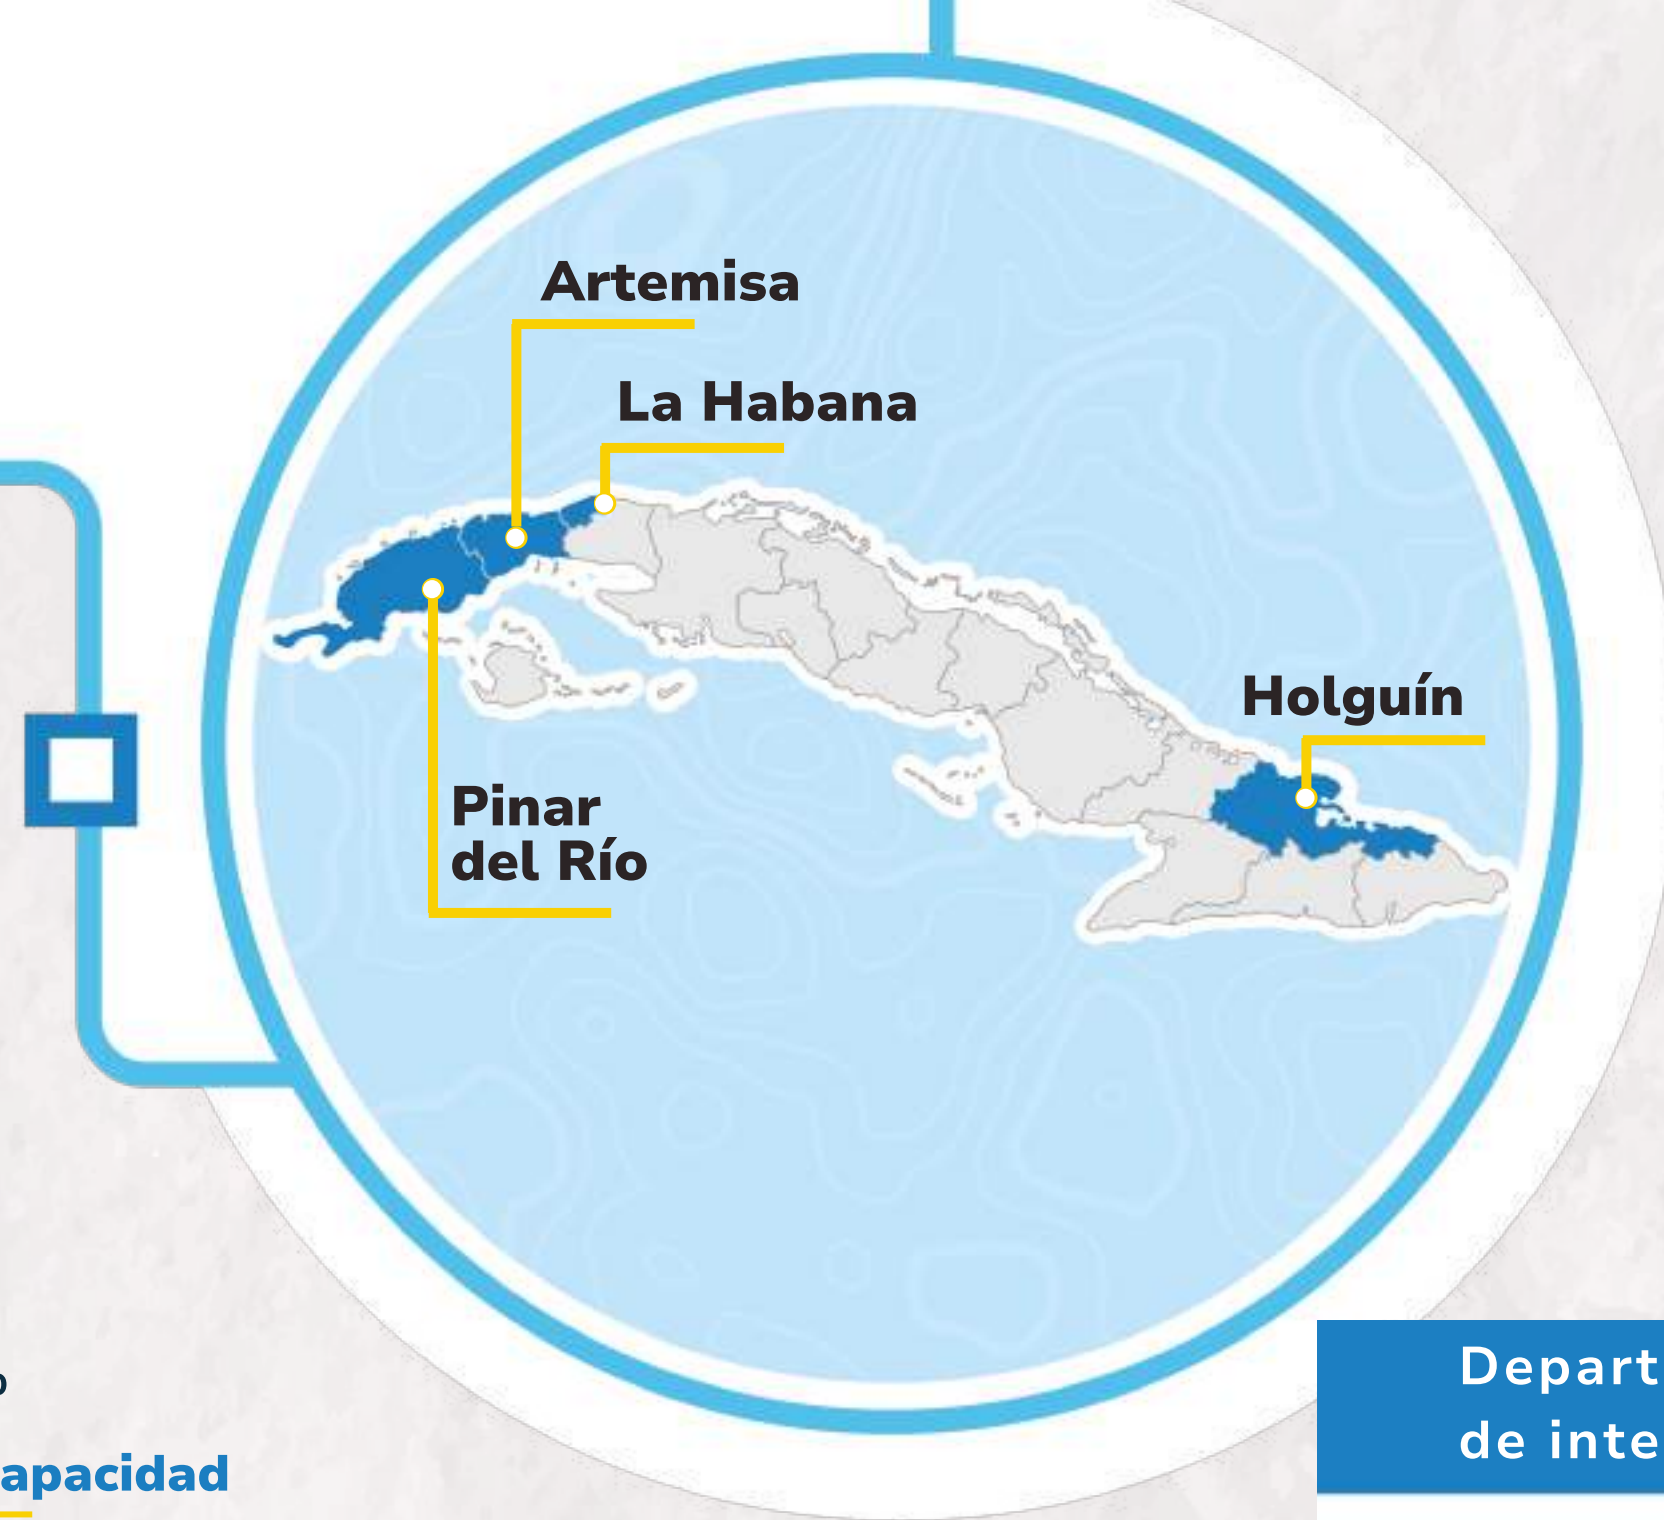 Artemisa
La Habana
Holguín
Pinar
del Río
apacidad
Depart
de inte